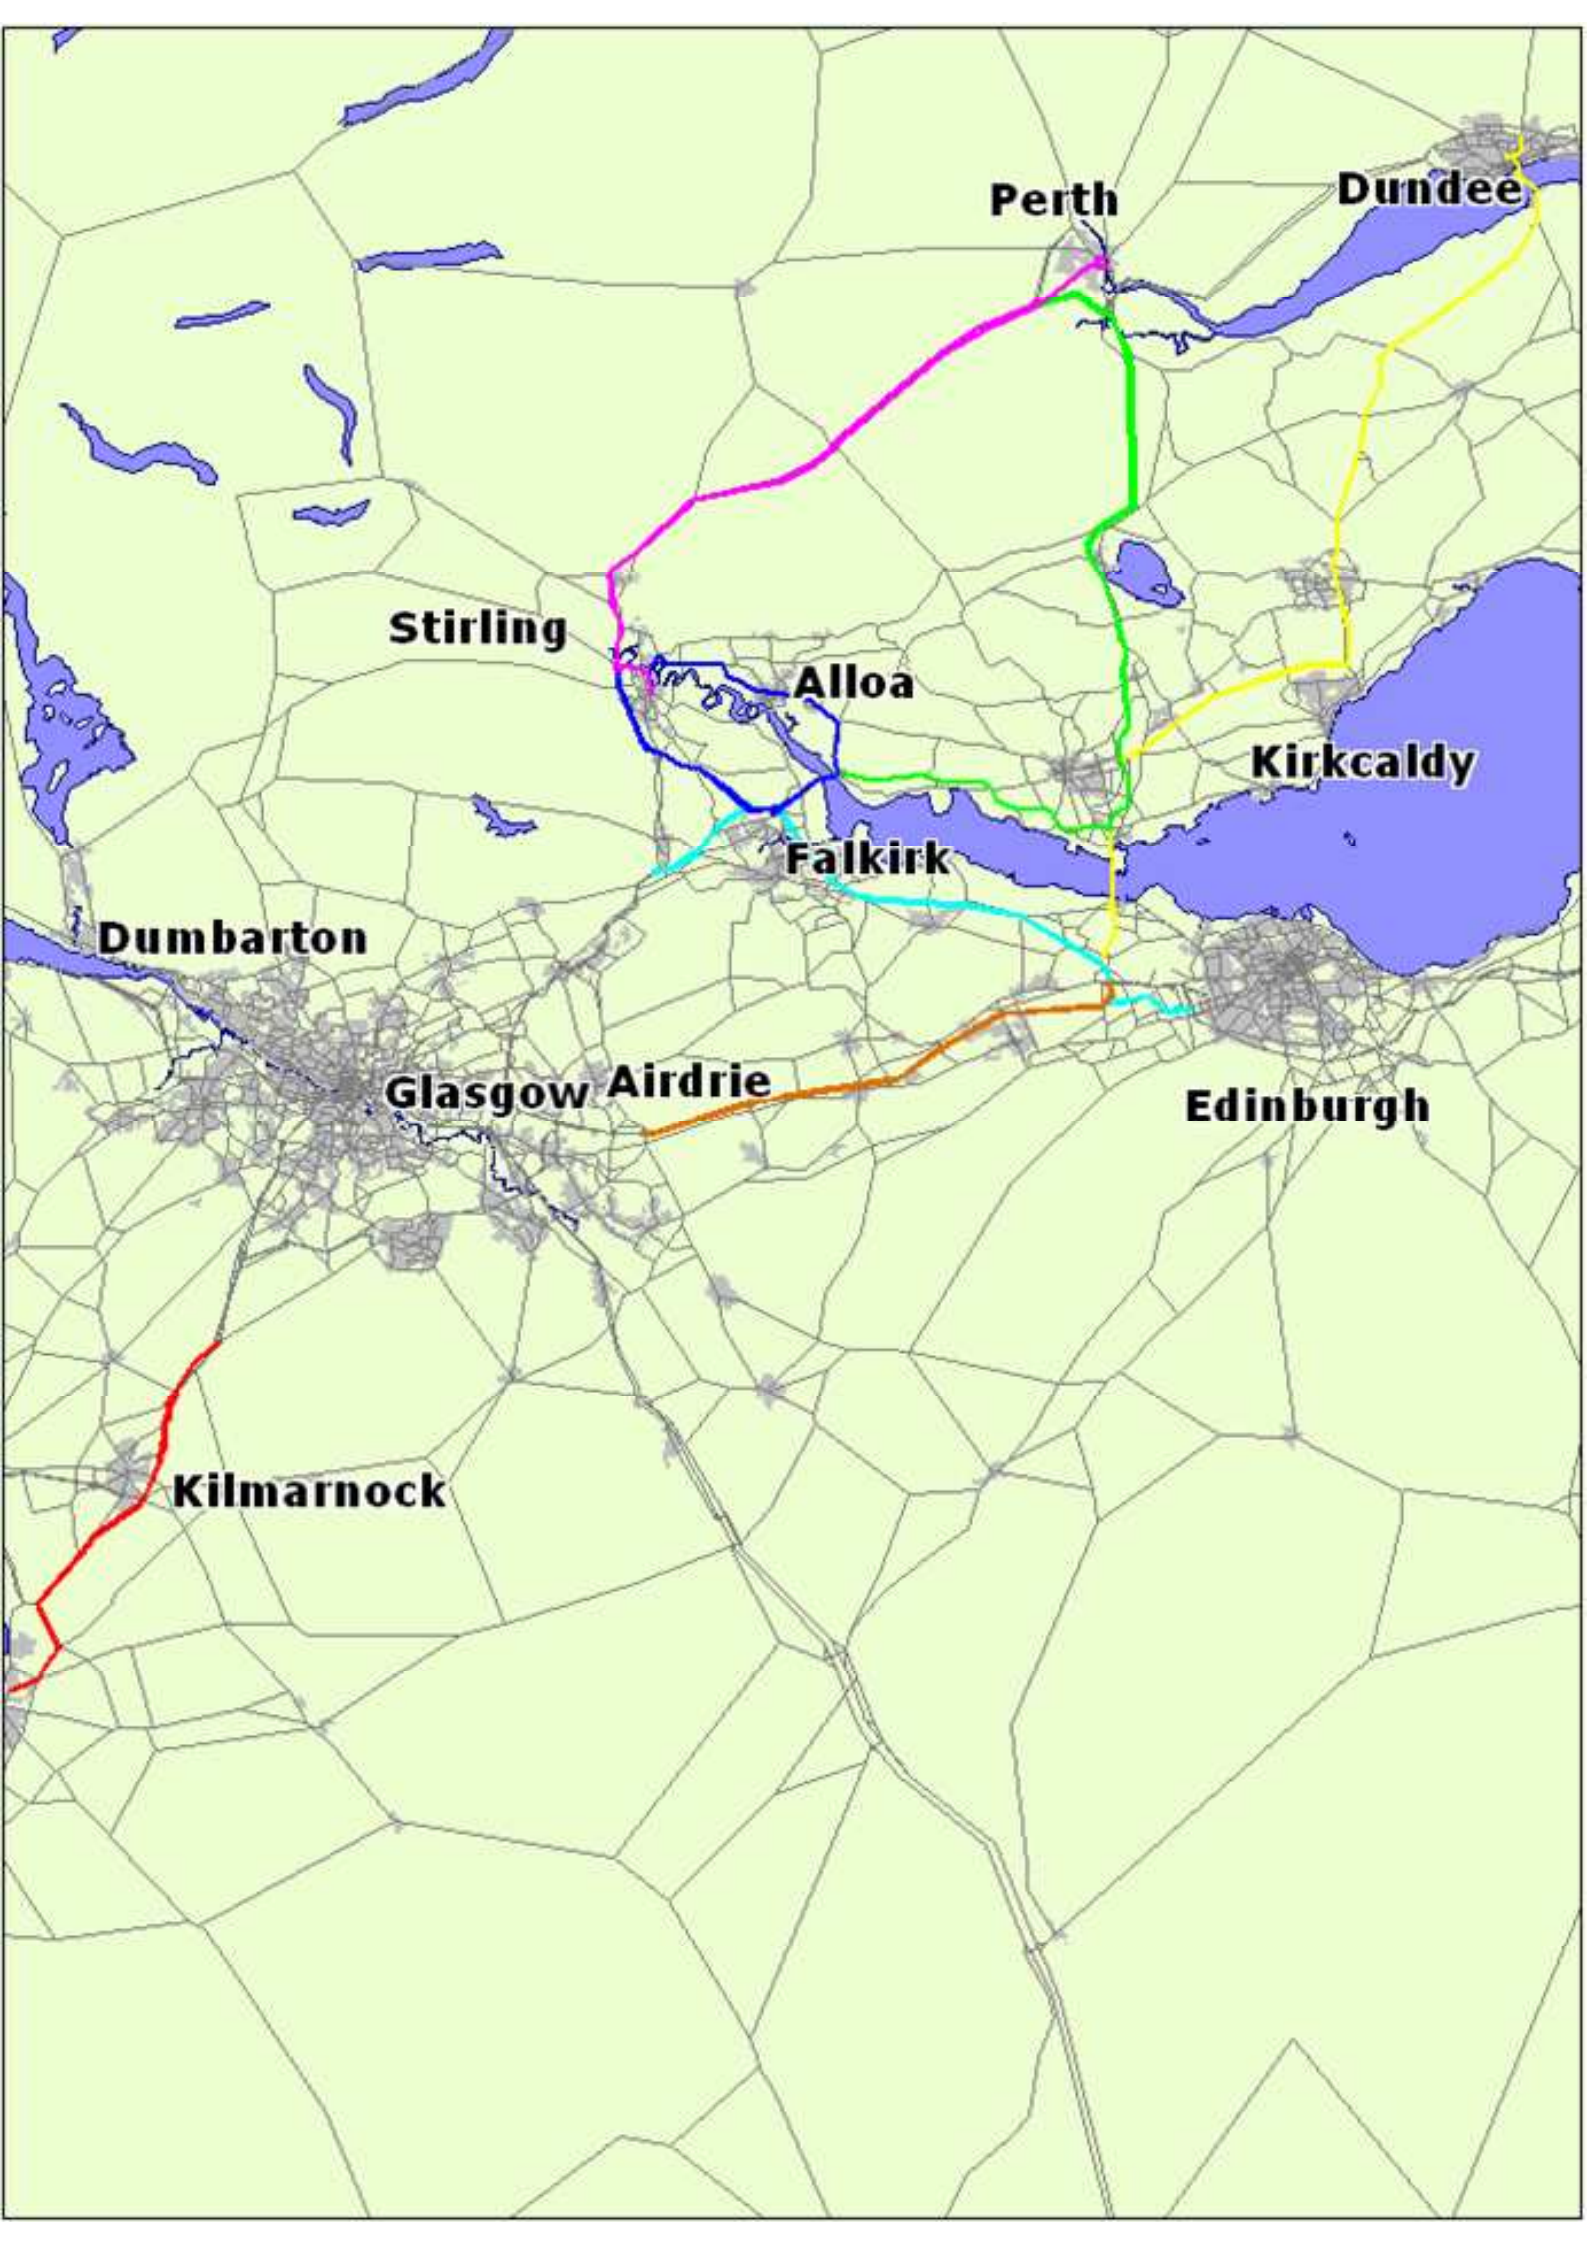 Perth
Dundee
Stirling
Alloa
Kirkcaldy
Falkirk
Dumbarton
Glasgow
Airdrie
Edinburgh
Kilmarnock